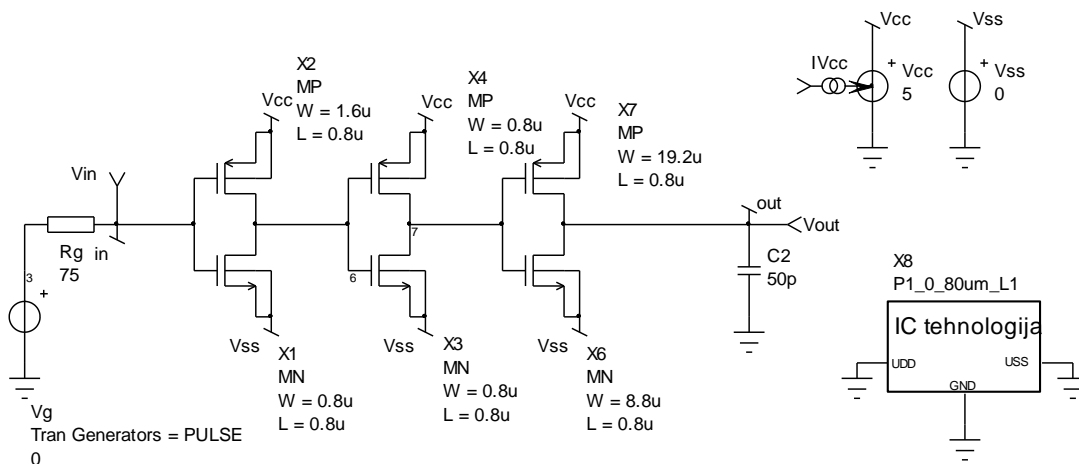 X2
MP
Vcc
W = 1.6u
L = 0.8u
X4
MP
Vcc
W = 0.8u
L = 0.8u
Vcc
X7
MP
W = 19.2u
L = 0.8u
Vcc
IVcc
+
Vcc
5
Vss
+
Vss
0
Vin
Rg
75
in
3
+
6
7
out
Vout
C2
50p
Vss
X1
MN
W = 0.8u
L = 0.8u
Vss
X3
MN
W = 0.8u
L = 0.8u
Vss
X6
MN
W = 8.8u
L = 0.8u
X8
P1_0_80um_L1
IC tehnologija
UDD
USS
GND
Vg
Tran Generators = PULSE
0